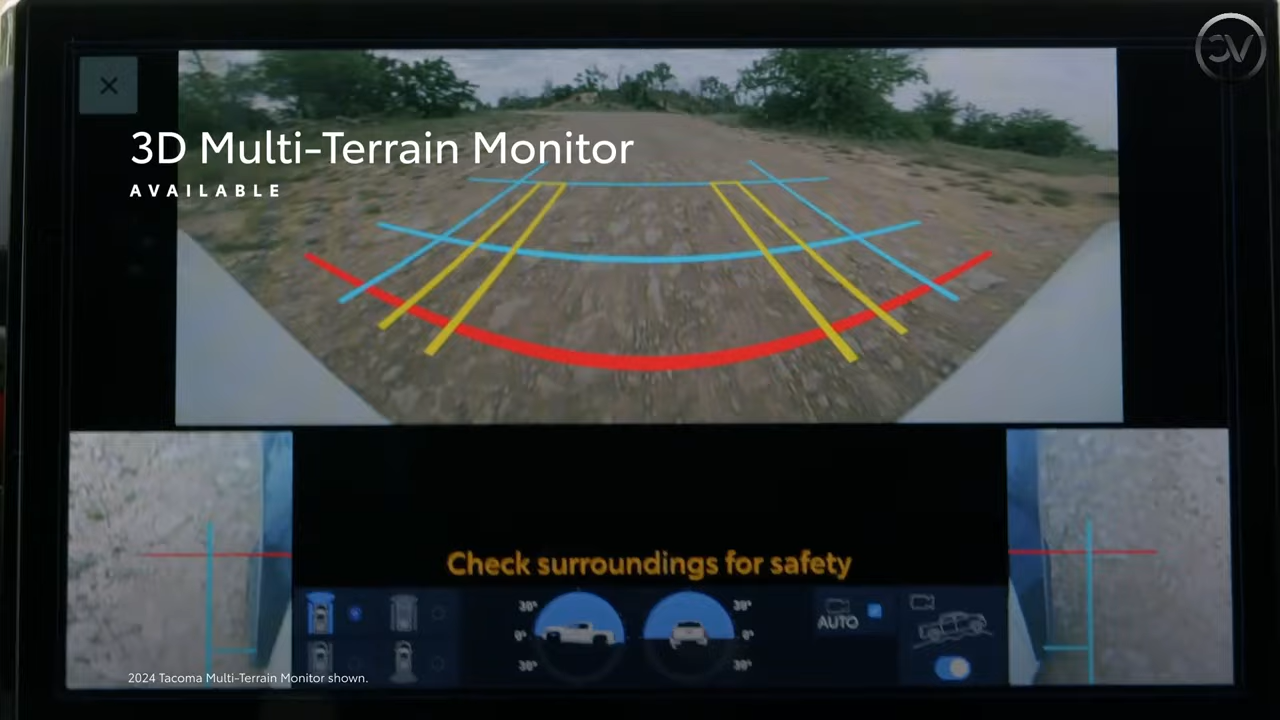 CV
×
3D Multi-Terrain Monitor
AVAILABLE
Check surroundings for safety
30° 30°
0° 0°
30° 30°
AUTO
2024 Tacoma Multi-Terrain Monitor shown.